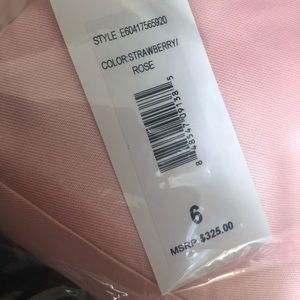 STYLE E60417565920
COLOR:STRAWBERRY/
ROSE
6
MSRP $325.00